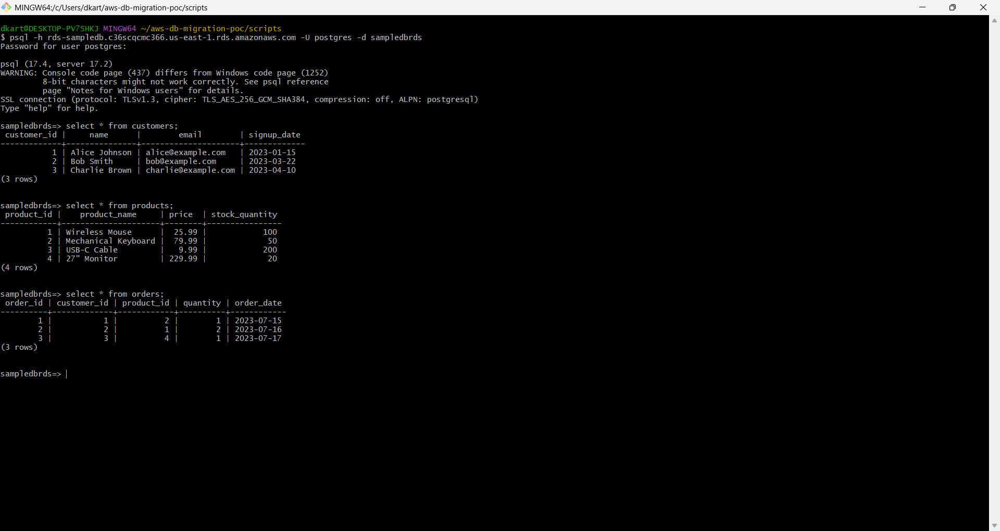 MINGW64:/c/Users/dkart/aws-db-migration-poc/scripts
dkart@DESKTOP-PV7SHKJ MINGW64 ~/aws-db-migration-poc/scripts
$ psql -h rds-sampledb.c36scqcmc366.us-east-1.rds.amazonaws.com -U postgres -d sampledbrds
Password for user postgres:
psql (17.4, server 17.2)
WARNING: Console code page (437) differs from Windows code page (1252)
         8-bit characters might not work correctly. See psql reference
         page "Notes for Windows users" for details.
SSL connection (protocol: TLSv1.3, cipher: TLS_AES_256_GCM_SHA384, compression: off, ALPN: postgresql)
Type "help" for help.
sampledbrds=> select * from customers;
 customer_id |     name      |        email        | signup_date
-------------+---------------+---------------------+-------------
           1 | Alice Johnson | alice@example.com   | 2023-01-15
           2 | Bob Smith     | bob@example.com     | 2023-03-22
           3 | Charlie Brown | charlie@example.com | 2023-04-10
(3 rows)
sampledbrds=> select * from products;
 product_id |    product_name     | price  | stock_quantity
------------+---------------------+--------+----------------
          1 | Wireless Mouse      |  25.99 |            100
          2 | Mechanical Keyboard |  79.99 |             50
          3 | USB-C Cable         |   9.99 |            200
          4 | 27" Monitor         | 229.99 |             20
(4 rows)
sampledbrds=> select * from orders;
 order_id | customer_id | product_id | quantity | order_date
----------+-------------+------------+----------+------------
        1 |           1 |          2 |        1 | 2023-07-15
        2 |           2 |          1 |        2 | 2023-07-16
        3 |           3 |          4 |        1 | 2023-07-17
(3 rows)
sampledbrds=>